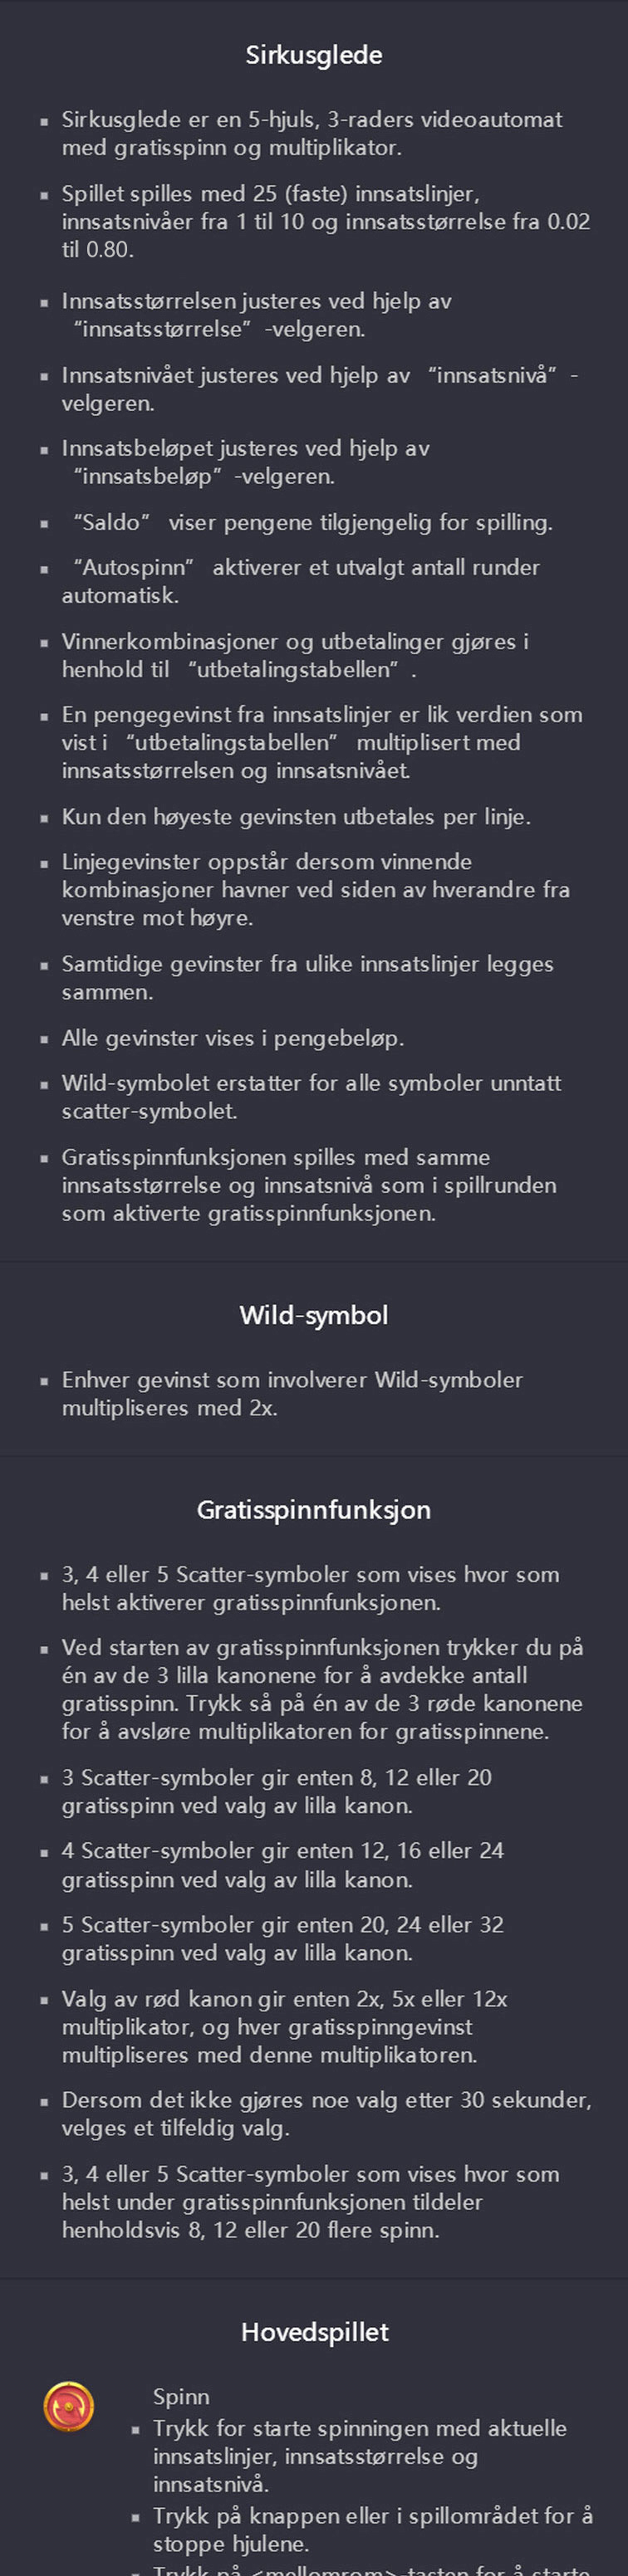 Sirkusglede
▪ Sirkusglede er en 5-hjuls, 3-raders videoautomat
med gratisspinn og multiplikator.
▪ Spillet spilles med 25 (faste) innsatslinjer,
innsatsnivåer fra 1 til 10 og innsatsstørrelse fra 0.02
til 0.80.
▪ Innsatsstørrelsen justeres ved hjelp av
“innsatsstørrelse” -velgeren.
▪ Innsatsnivået justeres ved hjelp av “innsatsnivå” -
velgeren.
▪ Innsatsbeløpet justeres ved hjelp av
“innsatsbeløp” -velgeren.
▪ “Saldo” viser pengene tilgjengelig for spilling.
▪ “Autospinn” aktiverer et utvalgt antall runder
automatisk.
▪ Vinnerkombinasjoner og utbetalinger gjøres i
henhold til “utbetalingstabellen” .
▪ En pengegevinst fra innsatslinjer er lik verdien som
vist i “utbetalingstabellen” multiplisert med
innsatsstørrelsen og innsatsnivået.
▪ Kun den høyeste gevinsten utbetales per linje.
▪ Linjegevinster oppstår dersom vinnende
kombinasjoner havner ved siden av hverandre fra
venstre mot høyre.
▪ Samtidige gevinster fra ulike innsatslinjer legges
sammen.
▪ Alle gevinster vises i pengebeløp.
▪ Wild-symbolet erstatter for alle symboler unntatt
scatter-symbolet.
▪ Gratisspinnfunksjonen spilles med samme
innsatsstørrelse og innsatsnivå som i spillrunden
som aktiverte gratisspinnfunksjonen.
Wild-symbol
▪ Enhver gevinst som involverer Wild-symboler
multipliseres med 2x.
Gratisspinnfunksjon
▪ 3, 4 eller 5 Scatter-symboler som vises hvor som
helst aktiverer gratisspinnfunksjonen.
▪ Ved starten av gratisspinnfunksjonen trykker du på
én av de 3 lilla kanonene for å avdekke antall
gratisspinn. Trykk så på én av de 3 røde kanonene
for å avsløre multiplikatoren for gratisspinnene.
▪ 3 Scatter-symboler gir enten 8, 12 eller 20
gratisspinn ved valg av lilla kanon.
▪ 4 Scatter-symboler gir enten 12, 16 eller 24
gratisspinn ved valg av lilla kanon.
▪ 5 Scatter-symboler gir enten 20, 24 eller 32
gratisspinn ved valg av lilla kanon.
▪ Valg av rød kanon gir enten 2x, 5x eller 12x
multiplikator, og hver gratisspinngevinst
multipliseres med denne multiplikatoren.
▪ Dersom det ikke gjøres noe valg etter 30 sekunder,
velges et tilfeldig valg.
▪ 3, 4 eller 5 Scatter-symboler som vises hvor som
helst under gratisspinnfunksjonen tildeler
henholdsvis 8, 12 eller 20 flere spinn.
Hovedspillet
Spinn
▪ Trykk for starte spinningen med aktuelle
innsatslinjer, innsatsstørrelse og
innsatsnivå.
▪ Trykk på knappen eller i spillområdet for å
stoppe hjulene.
▪ Trykk på <mellomrom>-tasten for å starte